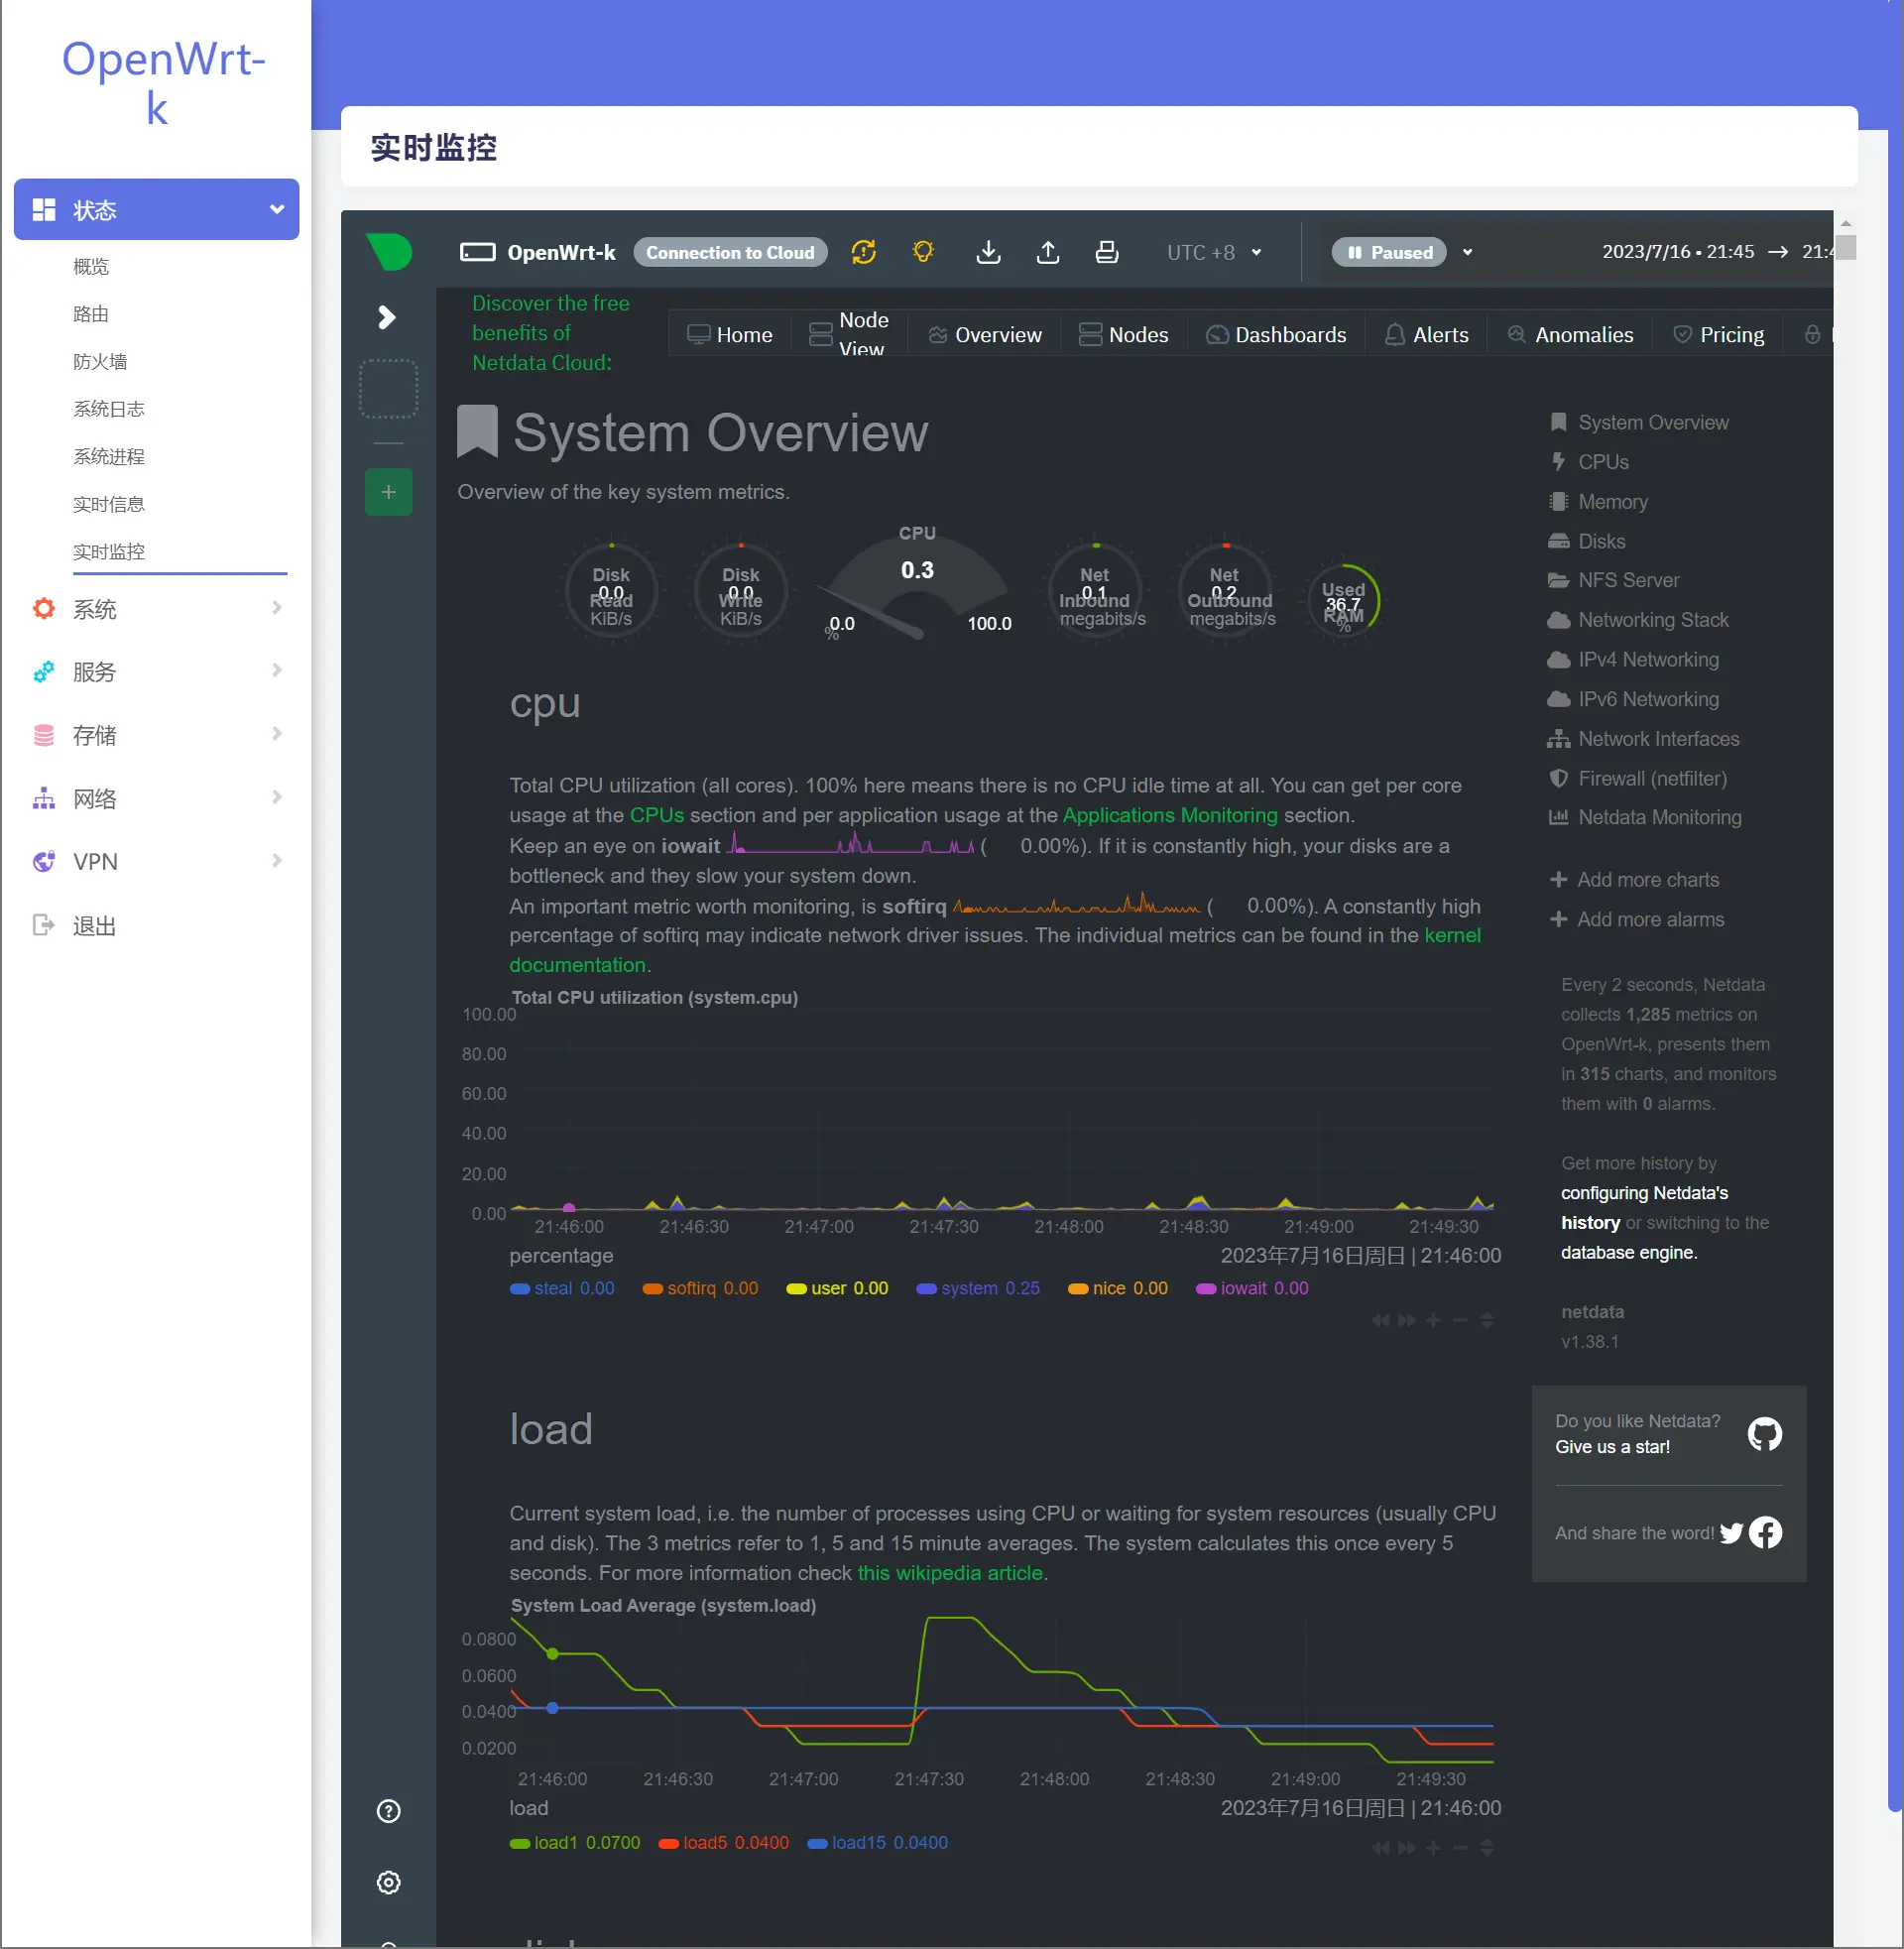 OpenWrt-
k
状态
概览
路由
防火墙
系统日志
系统进程
实时信息
实时监控
系统
服务
存储
网络
VPN
退出
实时监控
OpenWrt-k
Connection to Cloud
UTC +8
Paused
2023/7/16 • 21:45 →
Discover the free
benefits of
Netdata Cloud:
Home
Node
View
Overview
Nodes
Dashboards
Alerts
Anomalies
Pricing
System Overview
Overview of the key system metrics.
Disk
0.0
Read
KiB/s
Disk
0.0
Write
KiB/s
CPU
0.3
0.0
100.0
%
Net
0.1
Inbound
megabits/s
Net
0.2
Outbound
megabits/s
Used
36.7
RAM
%
cpu
Total CPU utilization (all cores). 100% here means there is no CPU idle time at all. You can get per core
usage at the CPUs section and per application usage at the Applications Monitoring section.
Keep an eye on iowait ( 0.00%). If it is constantly high, your disks are a
bottleneck and they slow your system down.
An important metric worth monitoring, is softirq ( 0.00%). A constantly high
percentage of softirq may indicate network driver issues. The individual metrics can be found in the kernel
documentation.
Total CPU utilization (system.cpu)
100.00
80.00
60.00
40.00
20.00
0.00
21:46:00 21:46:30 21:47:00 21:47:30 21:48:00 21:48:30 21:49:00 21:49:30
percentage
2023年7月16日周日 | 21:46:00
steal 0.00 softirq 0.00 user 0.00 system 0.25 nice 0.00 iowait 0.00
load
Current system load, i.e. the number of processes using CPU or waiting for system resources (usually CPU
and disk). The 3 metrics refer to 1, 5 and 15 minute averages. The system calculates this once every 5
seconds. For more information check this wikipedia article.
System Load Average (system.load)
0.0800
0.0600
0.0400
0.0200
21:46:00 21:46:30 21:47:00 21:47:30 21:48:00 21:48:30 21:49:00 21:49:30
load
2023年7月16日周日 | 21:46:00
load1 0.0700 load5 0.0400 load15 0.0400
System Overview
CPUs
Memory
Disks
NFS Server
Networking Stack
IPv4 Networking
IPv6 Networking
Network Interfaces
Firewall (netfilter)
Netdata Monitoring
Add more charts
Add more alarms
Every 2 seconds, Netdata
collects 1,285 metrics on
OpenWrt-k, presents them
in 315 charts, and monitors
them with 0 alarms.
Get more history by
configuring Netdata's
history or switching to the
database engine.
netdata
v1.38.1
Do you like Netdata?
Give us a star!
And share the word!